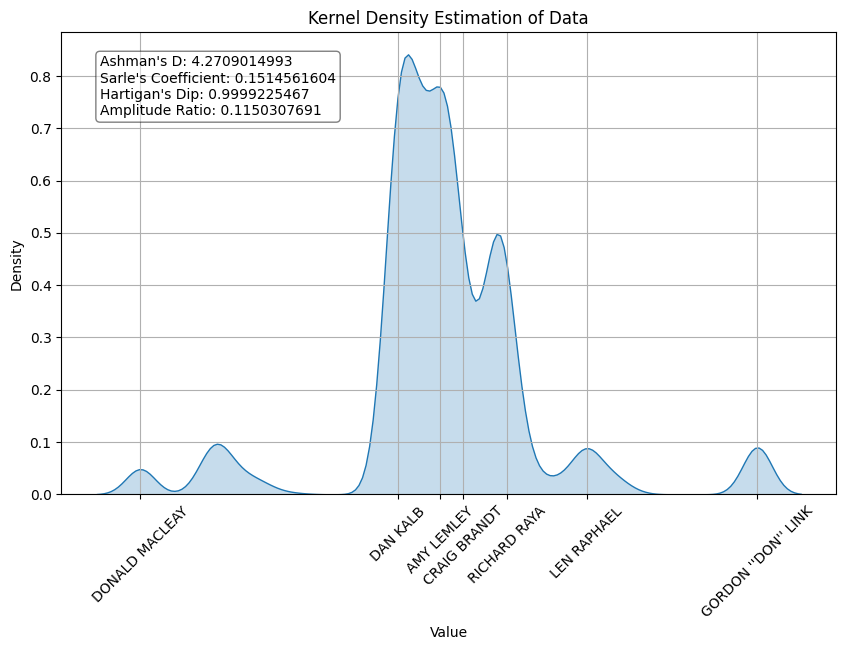 Kernel Density Estimation of Data
Ashman's D: 4.2709014993
Sarle's Coefficient: 0.1514561604
Hartigan's Dip: 0.9999225467
Amplitude Ratio: 0.1150307691
Density
0.8
0.7
0.6
0.5
0.4
0.3
0.2
0.1
0.0
DONALD MACLEAY
DAN KALB
AMY LEMLEY
CRAIG BRANDT
RICHARD RAYA
LEN RAPHAEL
GORDON ''DON'' LINK
Value